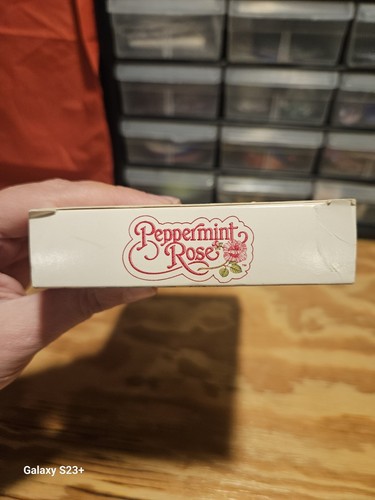 Peppermint
Rose
Galaxy S23+